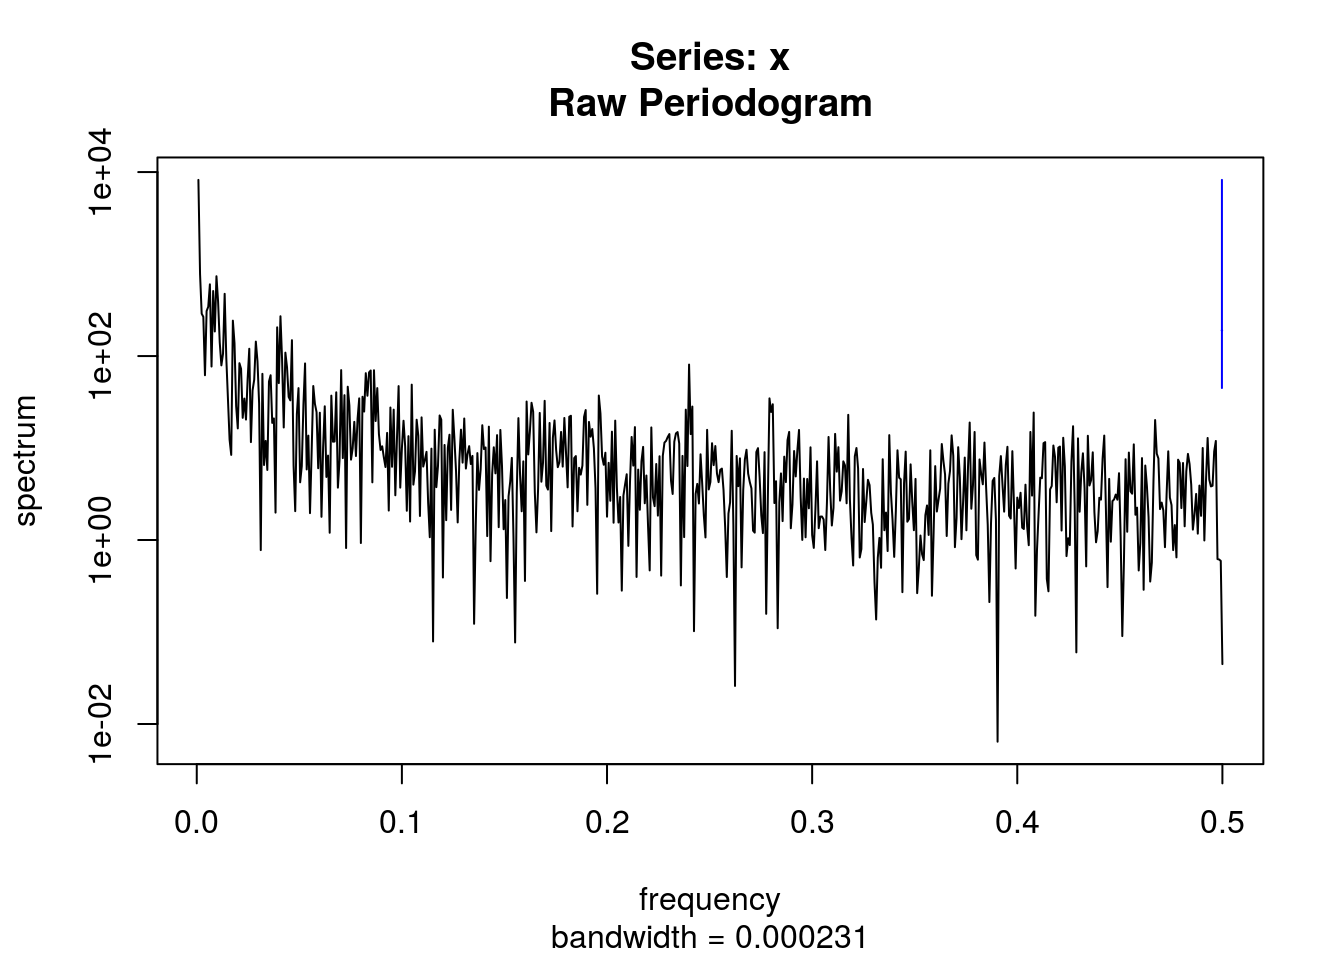 Series: x
Raw Periodogram
1e+04
1e+02
1e+00
1e-02
spectrum
0.0 0.1 0.2 0.3 0.4 0.5
frequency
bandwidth = 0.000231